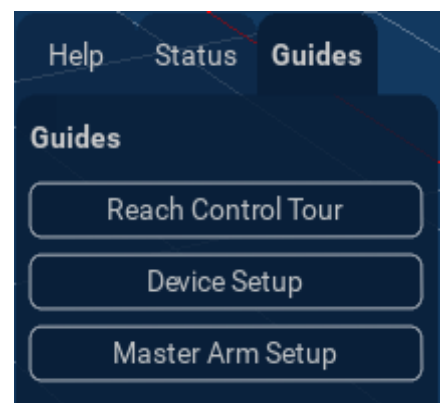 Help Status Guides
Guides
Reach Control Tour
Device Setup
Master Arm Setup